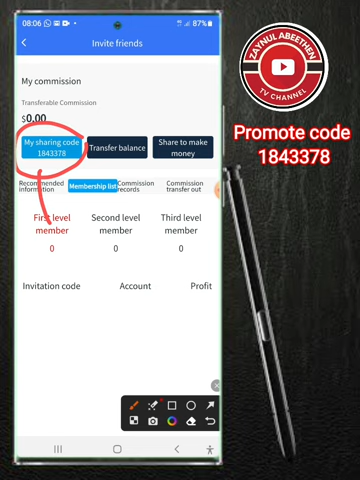 08:06
87%
Invite friends
My commission
Transferable Commission
$0.00
My sharing code
1843378
Transfer balance
Share to make
money
Recommended
information
Membership list
Commission
records
Commission
transfer out
First level
member
0
Second level
member
0
Third level
member
0
Invitation code
Account
Profit
ZAYNUL ABEETHEN
TV CHANNEL
Promote code
1843378